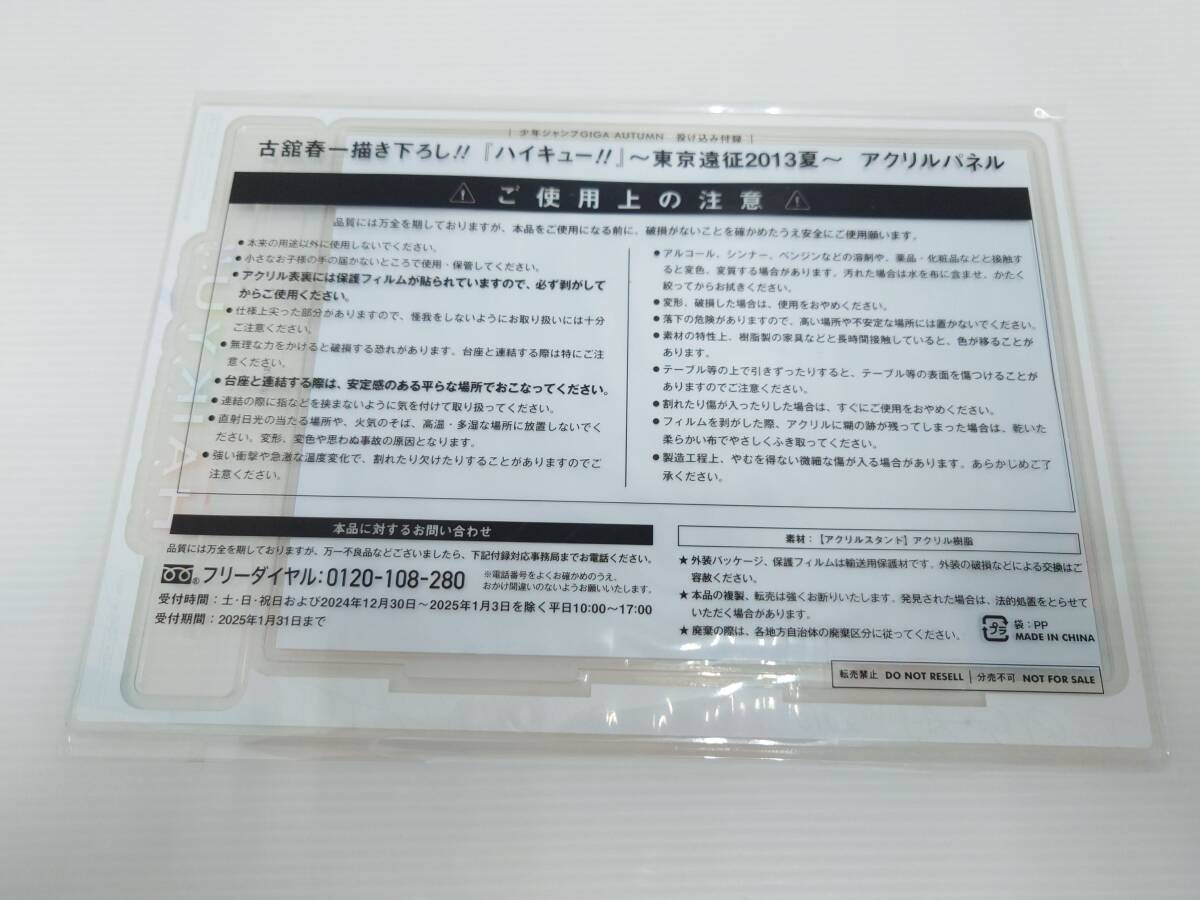 | 少年ジャンプGIGA AUTUMN 投げ込み付録 |
古舘春一描き下ろし!!『ハイキュー!!』〜東京遠征2013夏〜 アクリルパネル
ご使用上の注意
品質には万全を期しておりますが、本品をご使用になる前に、破損がないことを確かめたうえ安全にご使用願います。
●本来の用途以外に使用しないでください。
●小さなお子様の手の届かないところで使用・保管してください。
●アクリル表裏には保護フィルムが貼られていますので、必ず剥がして
からご使用ください。
●仕様上尖った部分がありますので、怪我をしないようにお取り扱いには十分
ご注意ください。
●無理な力をかけると破損する恐れがあります。台座と連結する際は特にご注
意ください。
●台座と連結する際は、安定感のある平らな場所でおこなってください。
●連結の際に指などを挟まないように気を付けて取り扱ってください。
●直射日光の当たる場所や、火気のそば、高温・多湿な場所に放置しないでく
ださい。変形、変色や思わぬ事故の原因となります。
●強い衝撃や急激な温度変化で、割れたり欠けたりすることがありますのでご
注意ください。
●アルコール、シンナー、ベンジンなどの溶剤や、薬品・化粧品などと接触す
ると変色、変質する場合があります。汚れた場合は水を布に含ませ、かたく
絞ってからお拭きください。
●変形、破損した場合は、使用をおやめください。
●落下の危険がありますので、高い場所や不安定な場所には置かないでください。
●素材の特性上、樹脂製の家具などと長時間接触していると、色が移ることが
あります。
●テーブル等の上で引きずったりすると、テーブル等の表面を傷つけることが
ありますのでご注意ください。
●割れたり傷が入ったりした場合は、すぐにご使用をおやめください。
●フィルムを剥がした際、アクリルに糊の跡が残ってしまった場合は、乾いた
柔らかい布でやさしくふき取ってください。
●製造工程上、やむを得ない微細な傷が入る場合があります。あらかじめご了
承ください。
本品に対するお問い合わせ
品質には万全を期しておりますが、万一不良品などございましたら、下記付録対応事務局までお電話ください。
フリーダイヤル:0120-108-280
※電話番号をよくお確かめのうえ、
おかけ間違いのないようお願いいたします。
受付時間:土・日・祝日および2024年12月30日〜2025年1月3日を除く平日10:00〜17:00
受付期間:2025年1月31日まで
素材:【アクリルスタンド】アクリル樹脂
★外装パッケージ、保護フィルムは輸送用保護材です。外装の破損などによる交換はご
容赦ください。
★本品の複製、転売は強くお断りいたします。発見された場合は、法的処置をとらせて
いただく場合があります。
★廃棄の際は、各地方自治体の廃棄区分に従ってください。
プラ
袋:PP
MADE IN CHINA
転売禁止 DO NOT RESELL | 分売不可 NOT FOR SALE